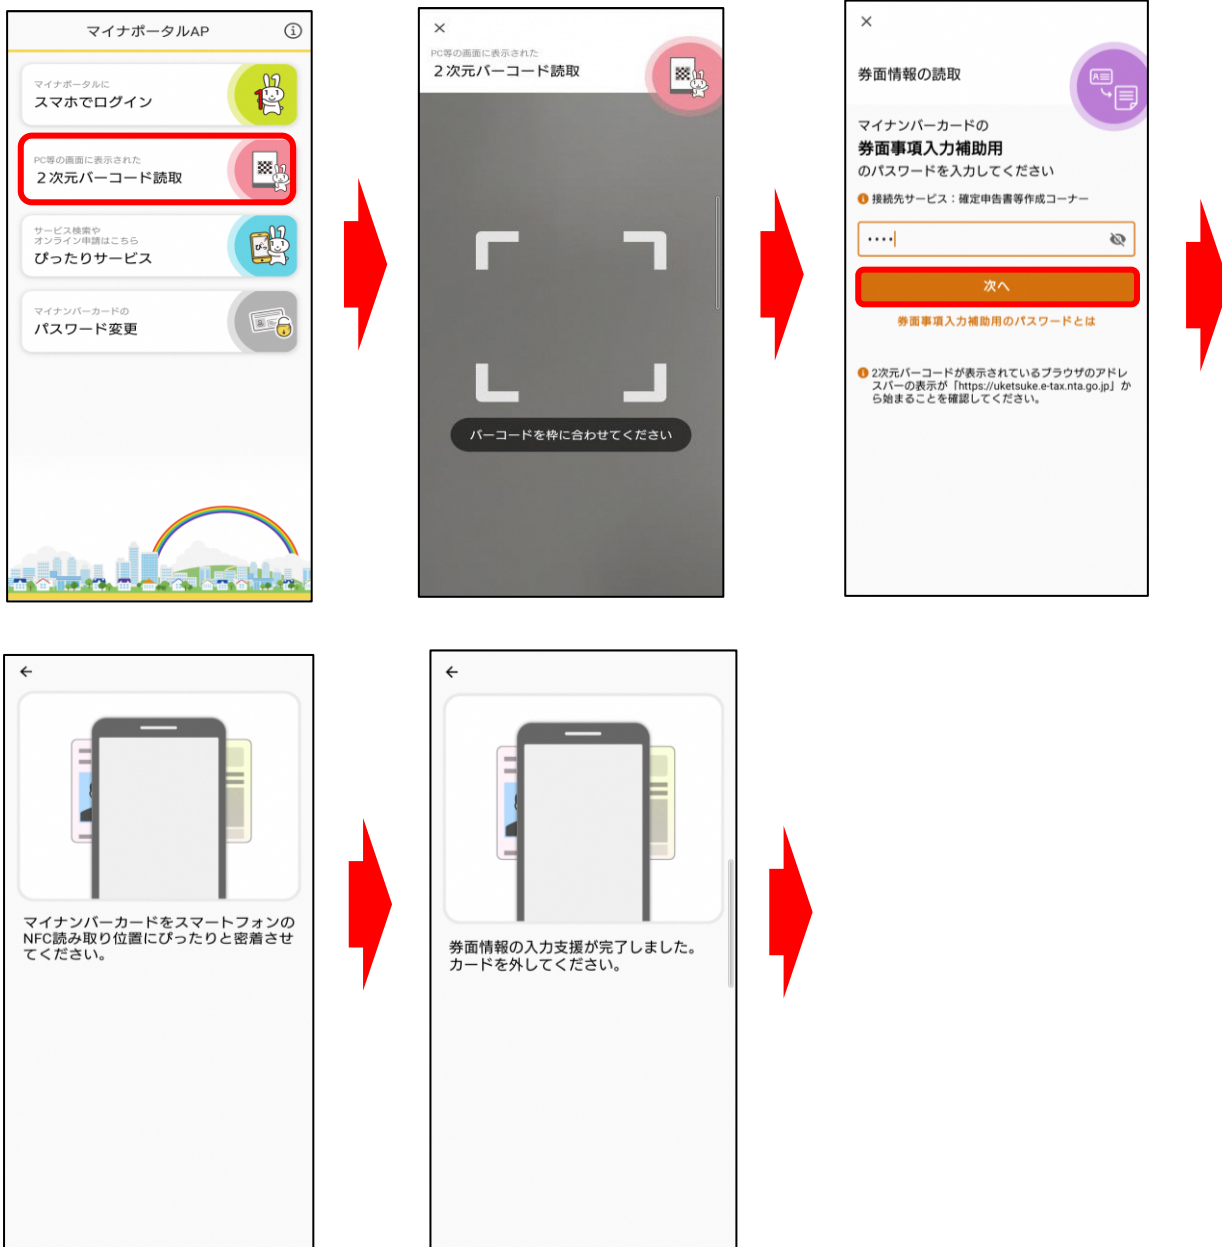 マイナポータルAP
マイナポータルに
スマホでログイン
PC等の画面に表示された
2次元バーコード読取
サービス検索や
オンライン申請はこちら
ぴったりサービス
マイナンバーカードの
パスワード変更
PC等の画面に表示された
2次元バーコード読取
バーコードを枠に合わせてください
券面情報の読取
マイナンバーカードの
券面事項入力補助用
のパスワードを入力してください
接続先サービス：確定申告書等作成コーナー
••••
次へ
券面事項入力補助用のパスワードとは
2次元バーコードが表示されているブラウザのアドレ
スバーの表示が「https://uketsuke.e-tax.nta.go.jp」か
ら始まることを確認してください。
マイナンバーカードをスマートフォンの
NFC読み取り位置にぴったりと密着させ
てください。
券面情報の入力支援が完了しました。
カードを外してください。